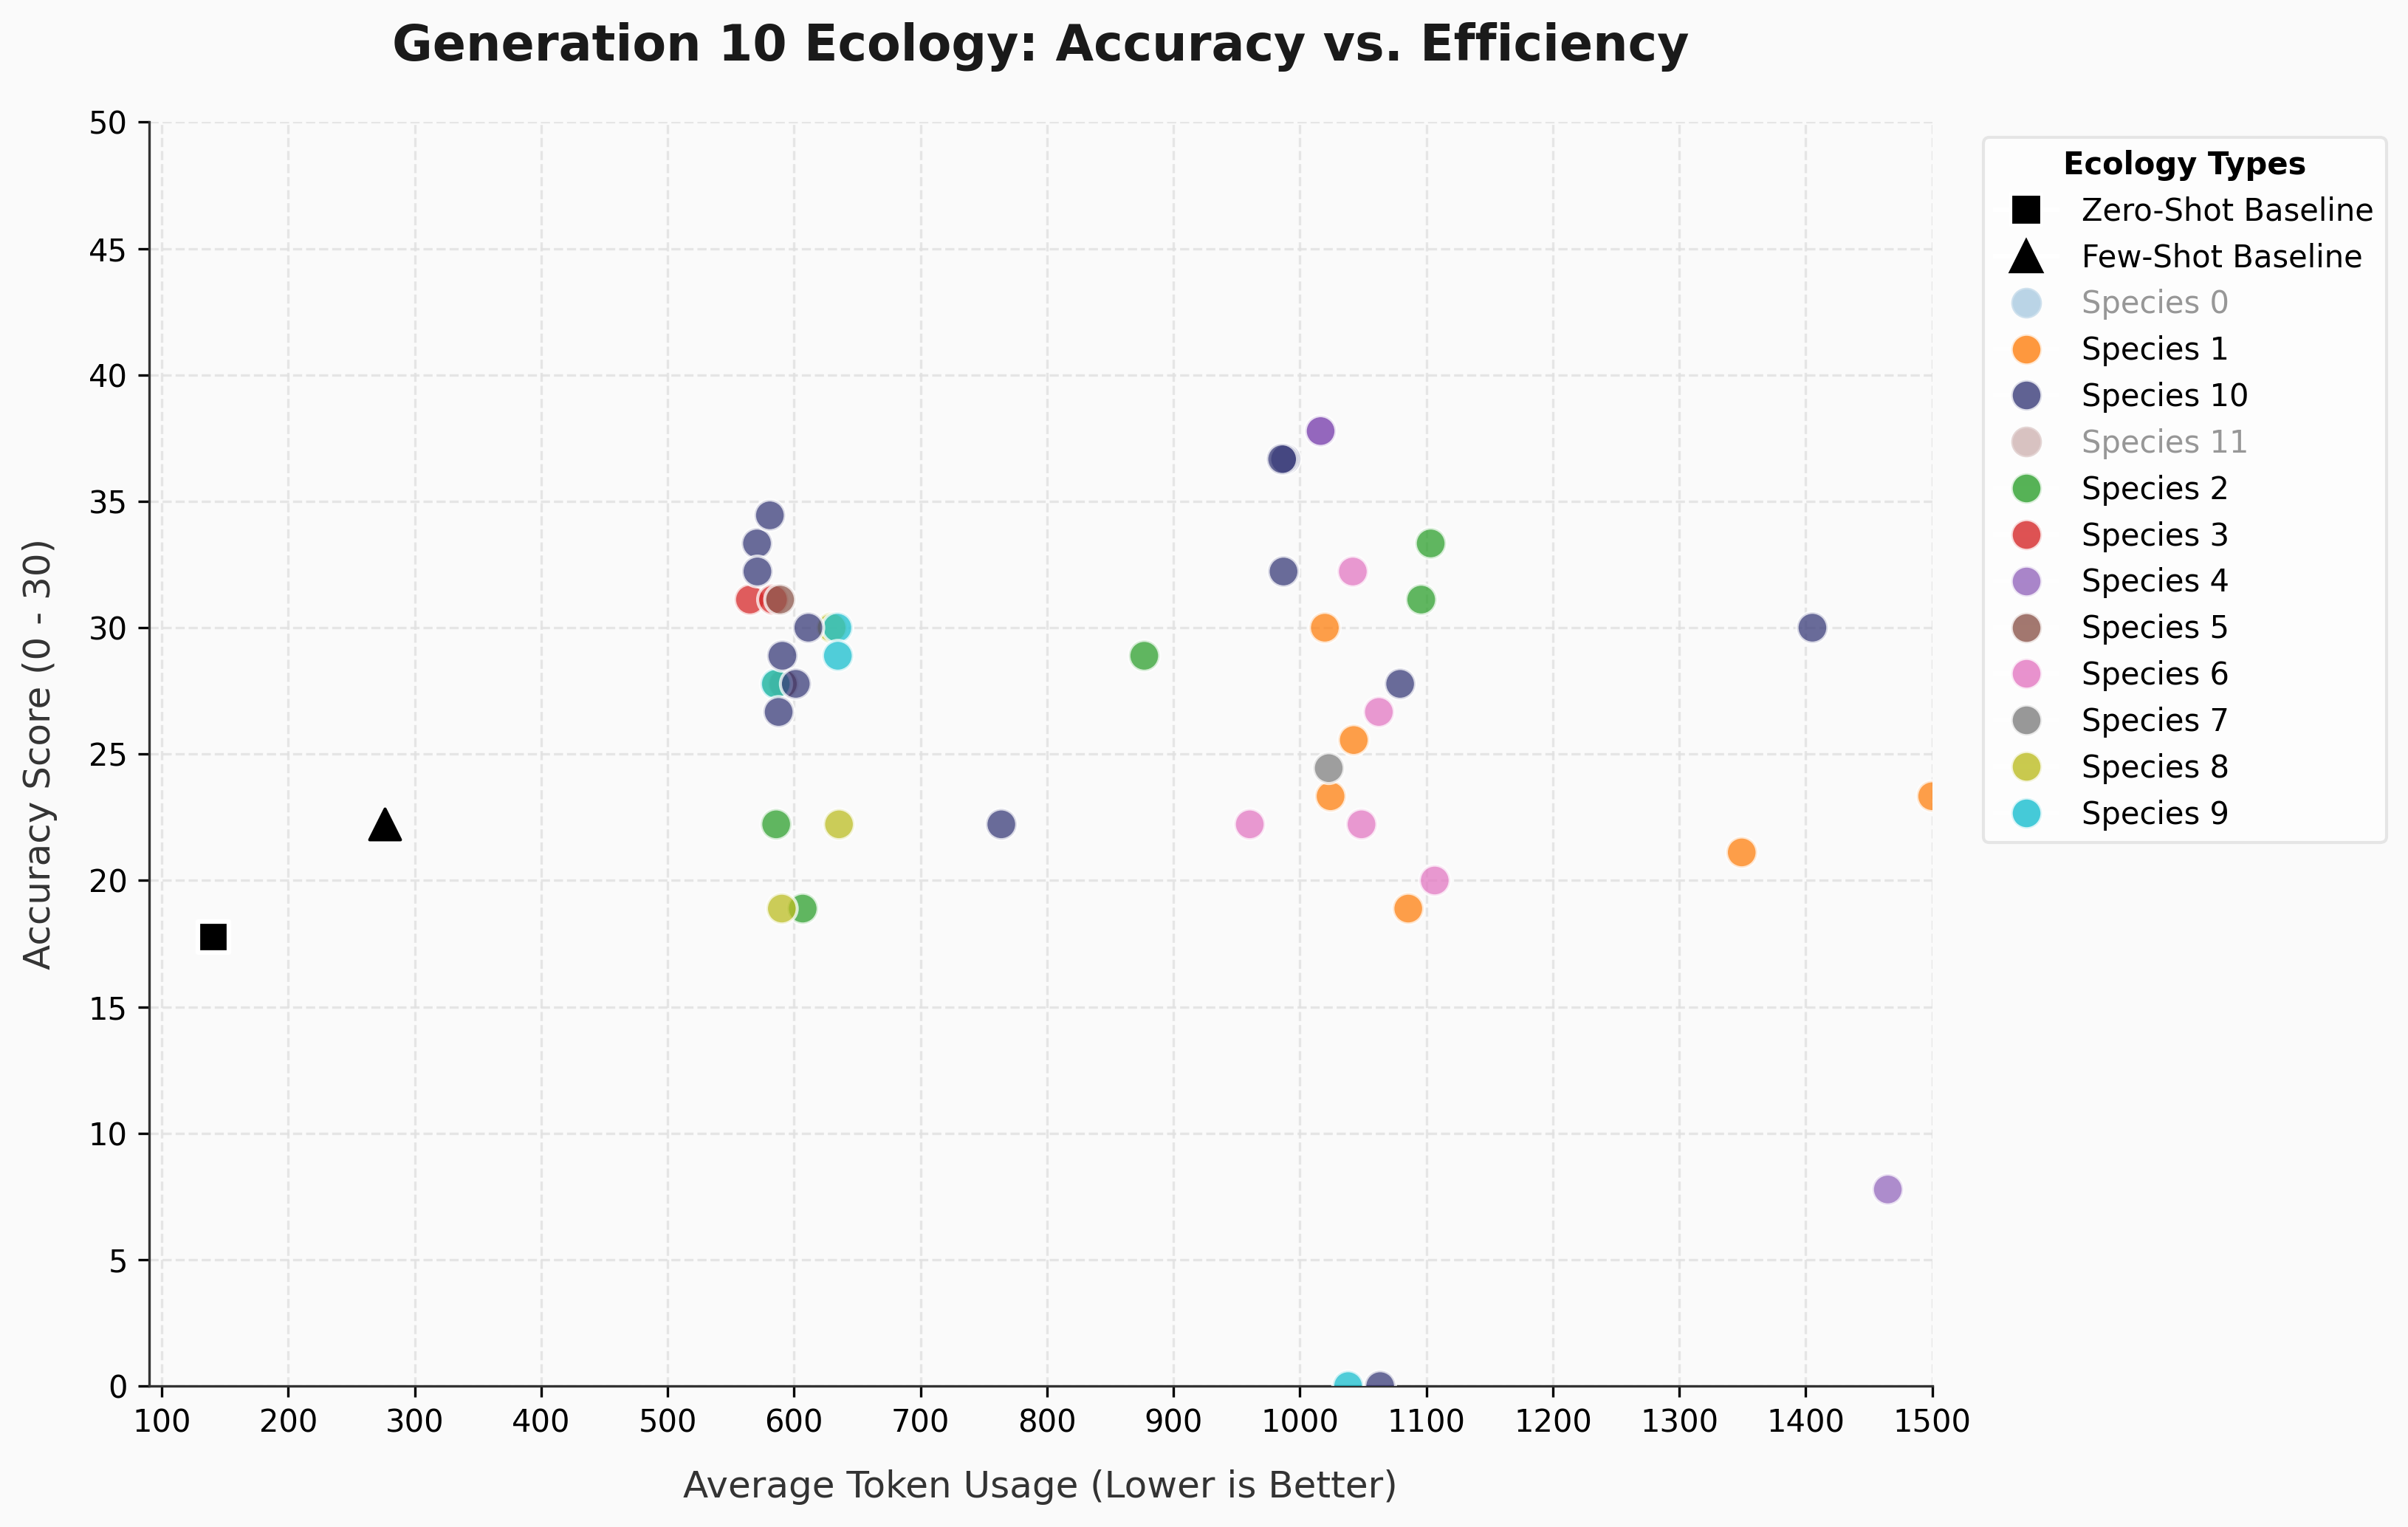 Generation 10 Ecology: Accuracy vs. Efficiency
Accuracy Score (0 - 30)
50
45
40
35
30
25
20
15
10
5
0
100 200 300 400 500 600 700 800 900 1000 1100 1200 1300 1400 1500
Average Token Usage (Lower is Better)
Ecology Types
Zero-Shot Baseline
Few-Shot Baseline
Species 0
Species 1
Species 10
Species 11
Species 2
Species 3
Species 4
Species 5
Species 6
Species 7
Species 8
Species 9